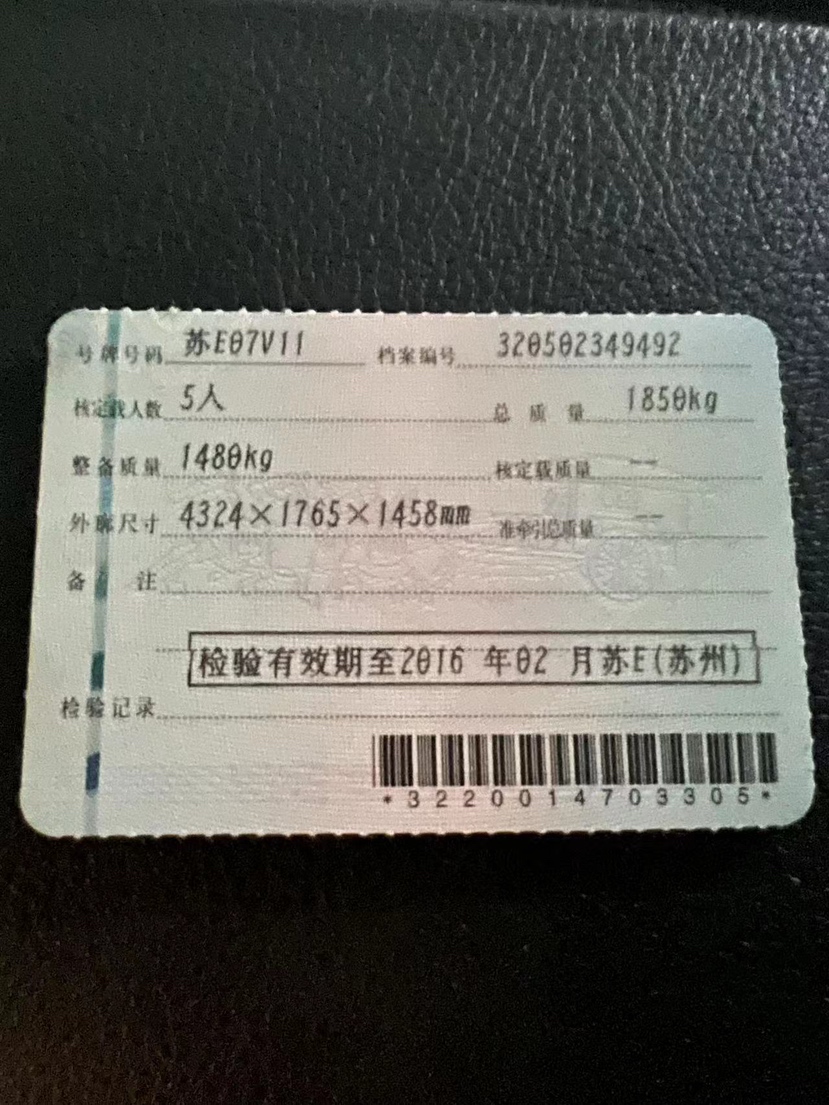 号牌号码 苏E07V11 档案编号 320502349492
核定载人数 5人 总质量 1850kg
整备质量 1480kg 核定载质量 --
外廓尺寸 4324×1765×1458mm 准牵引总质量 --
备注
检验有效期至2016 年02 月苏E(苏州)
检验记录
*3220014703305*